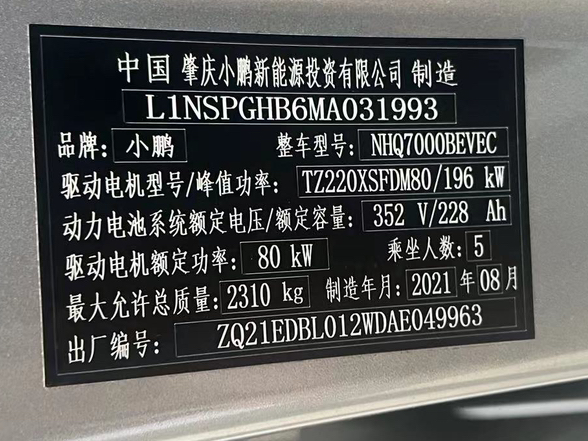 中国 肇庆小鹏新能源投资有限公司 制造
L1NSPGHB6MA031993
品牌: 小鹏 整车型号: NHQ7000BEVEC
驱动电机型号/峰值功率: TZ220XSFDM80/196 kW
动力电池系统额定电压/额定容量: 352 V/228 Ah
驱动电机额定功率: 80 kW 乘坐人数: 5
最大允许总质量: 2310 kg 制造年月: 2021 年 08 月
出厂编号: ZQ21EDBL012WDAE049963